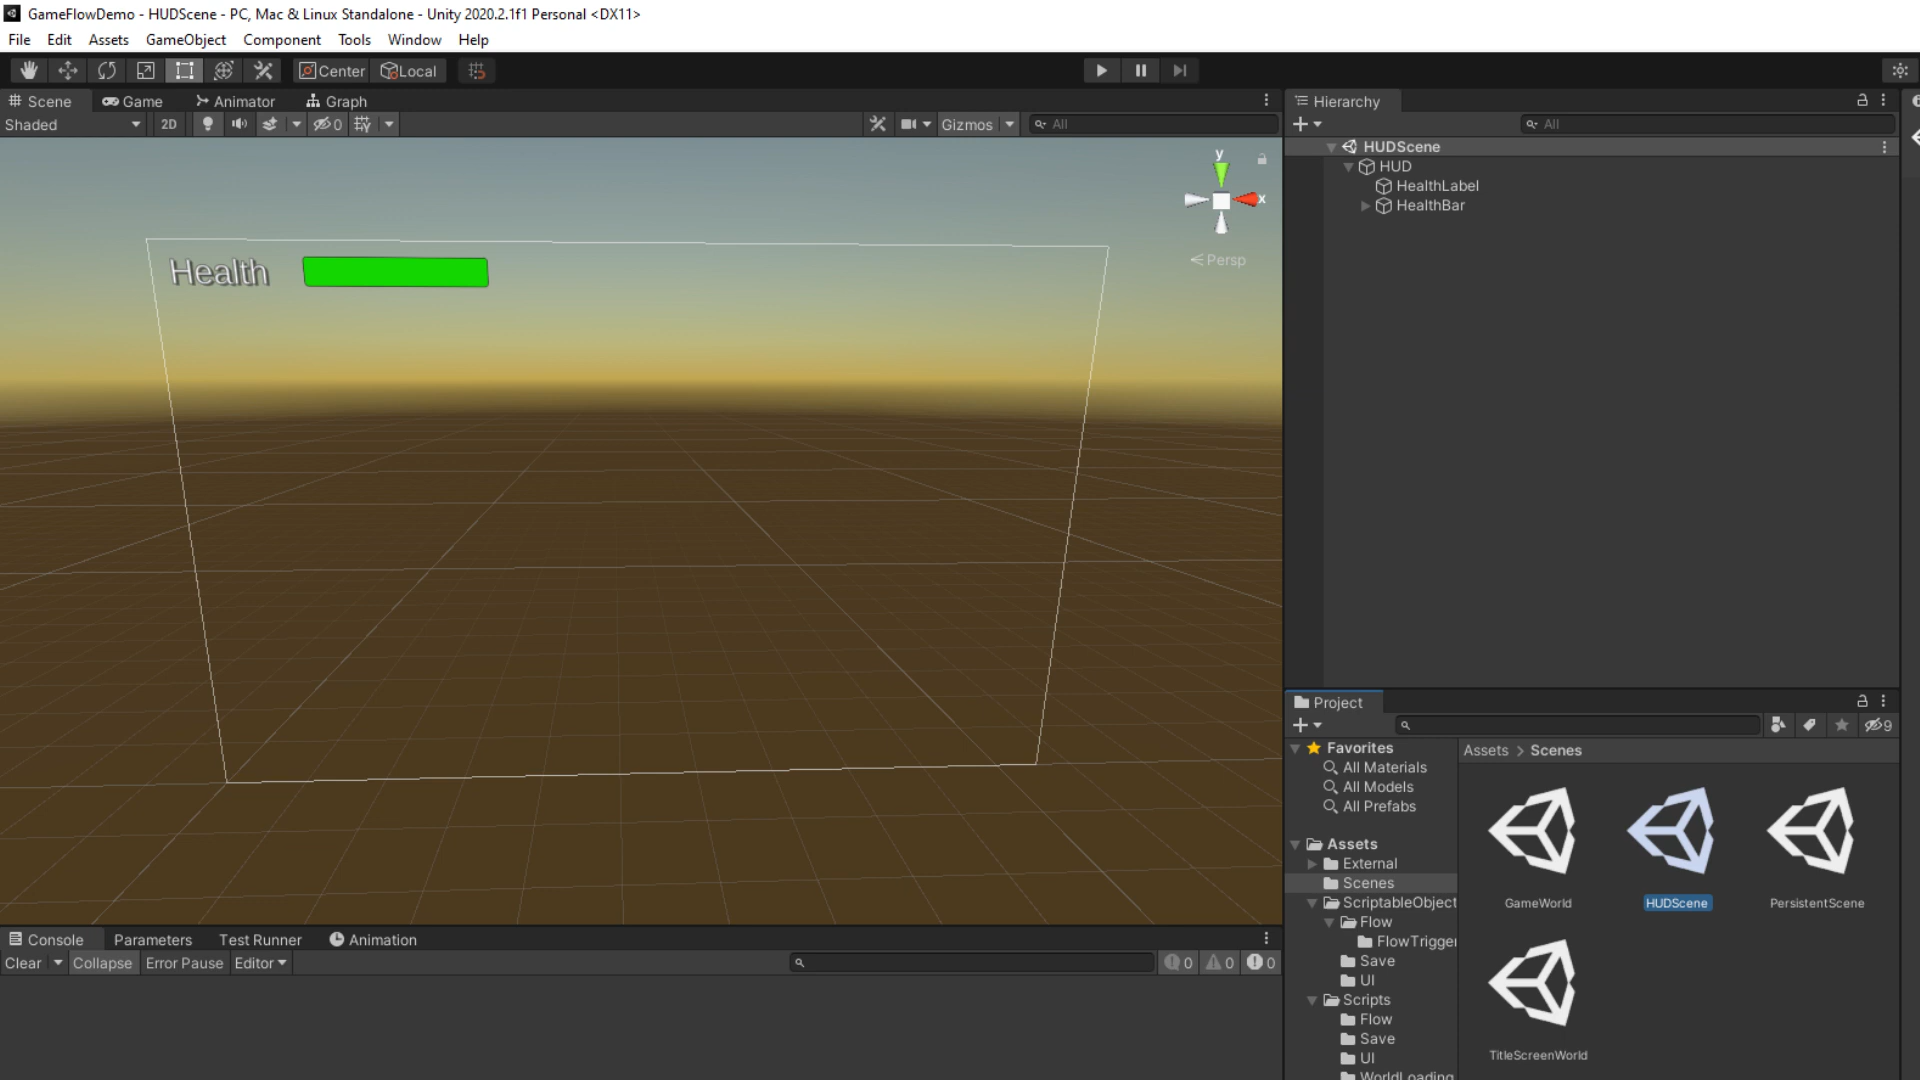 GameFlowDemo - HUDScene - PC, Mac & Linux Standalone - Unity 2020.2.1f1 Personal <DX11>
File Edit Assets GameObject Component Tools Window Help
Center Local
Scene Game Animator Graph
Shaded 2D 0 Gizmos All
y
x
Persp
Health
Hierarchy
All
HUDScene
HUD
HealthLabel
HealthBar
Project
9
Favorites
All Materials
All Models
All Prefabs
Assets
External
Scenes
ScriptableObject
Flow
FlowTrigger
Save
UI
Scripts
Flow
Save
UI
WorldLoading
Assets > Scenes
GameWorld HUDScene PersistentScene
TitleScreenWorld
Console Parameters Test Runner Animation
Clear Collapse Error Pause Editor 0 0 0